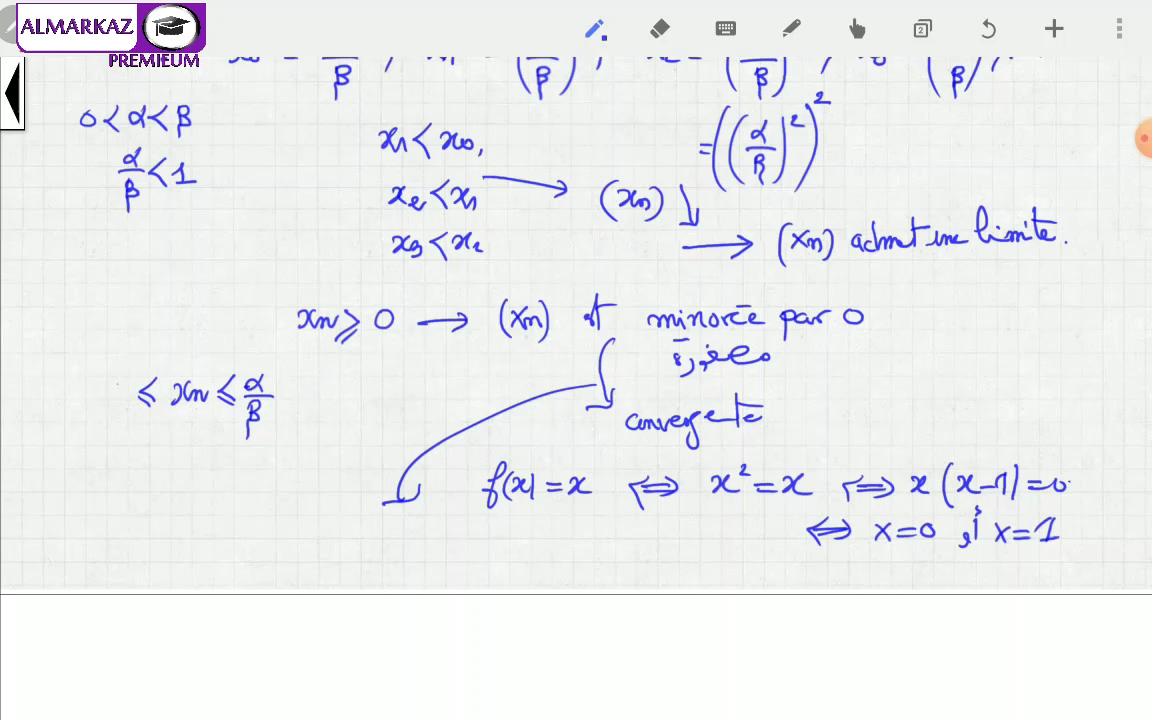 ALMARKAZ
PREMIEUM
0 < α < β
α/β < 1
x₁ < x₀,
x₂ < x₁
x₃ < x₂
(xₙ) ↘
= ((α/β)²)²
→ (xₙ) admet une limite.
xₙ ⩾ 0 → (xₙ) et minorée par 0
convergente
⩽ xₙ ⩽ α/β
f(x) = x ⟺ x² = x ⟺ x(x-1) = 0
⟺ x = 0 أو x = 1